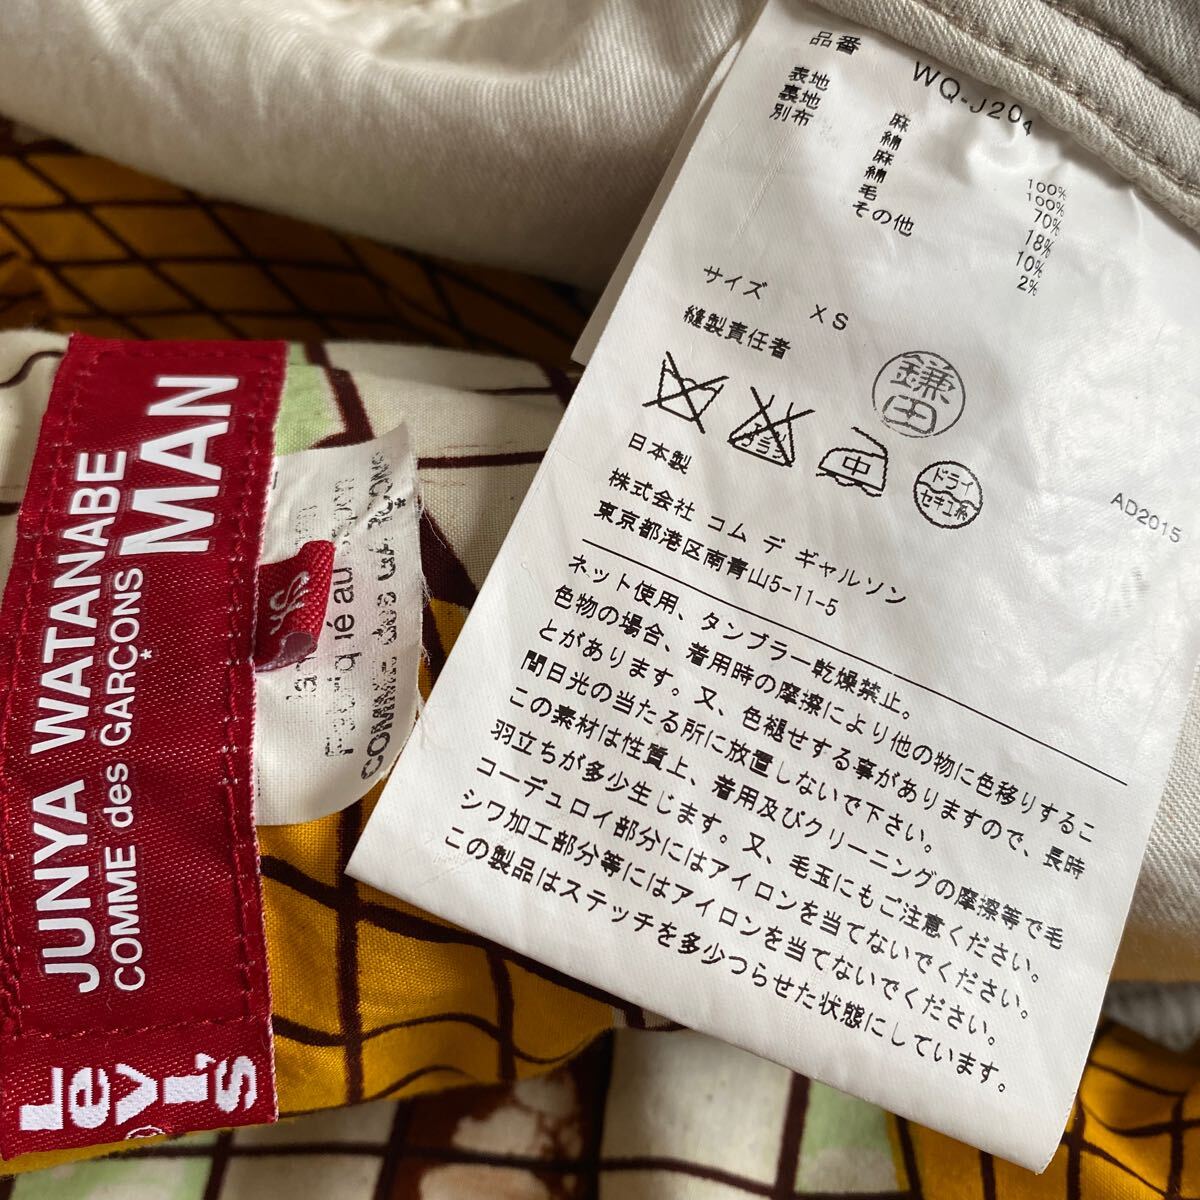 品番 WQ-J204
表地 麻 100%
裏地 綿 100%
別布 麻 70%
綿 18%
毛 10%
その他 2%
サイズ XS
縫製責任者
鎌田
エンソ
中
ドライ
セキユ系
日本製
AD2015
株式会社 コム デ ギャルソン
東京都港区南青山5-11-5
ネット使用、タンブラー乾燥禁止。
色物の場合、着用時の摩擦により他の物に色移りするこ
とがあります。又、色褪せする事がありますので、長時
間日光の当たる所に放置しないで下さい。
この素材は性質上、着用及びクリーニングの摩擦等で毛
羽立ちが多少生じます。又、毛玉にもご注意ください。
コーデュロイ部分にはアイロンを当てないでください。
シワ加工部分等にはアイロンを当てないでください。
この製品はステッチを多少つらせた状態にしています。
JUNYA WATANABE
COMME des GARÇONS MAN
Levi's
XS
COMME des GARÇONS